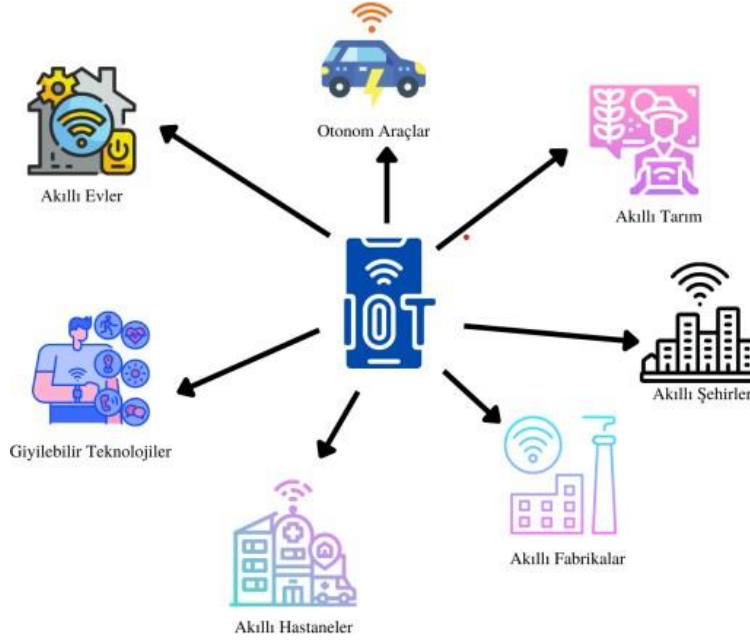 Otonom Araçlar
Akıllı Evler
Akıllı Tarım
IOT
Akıllı Şehirler
Giyilebilir Teknolojiler
Akıllı Fabrikalar
Akıllı Hastaneler